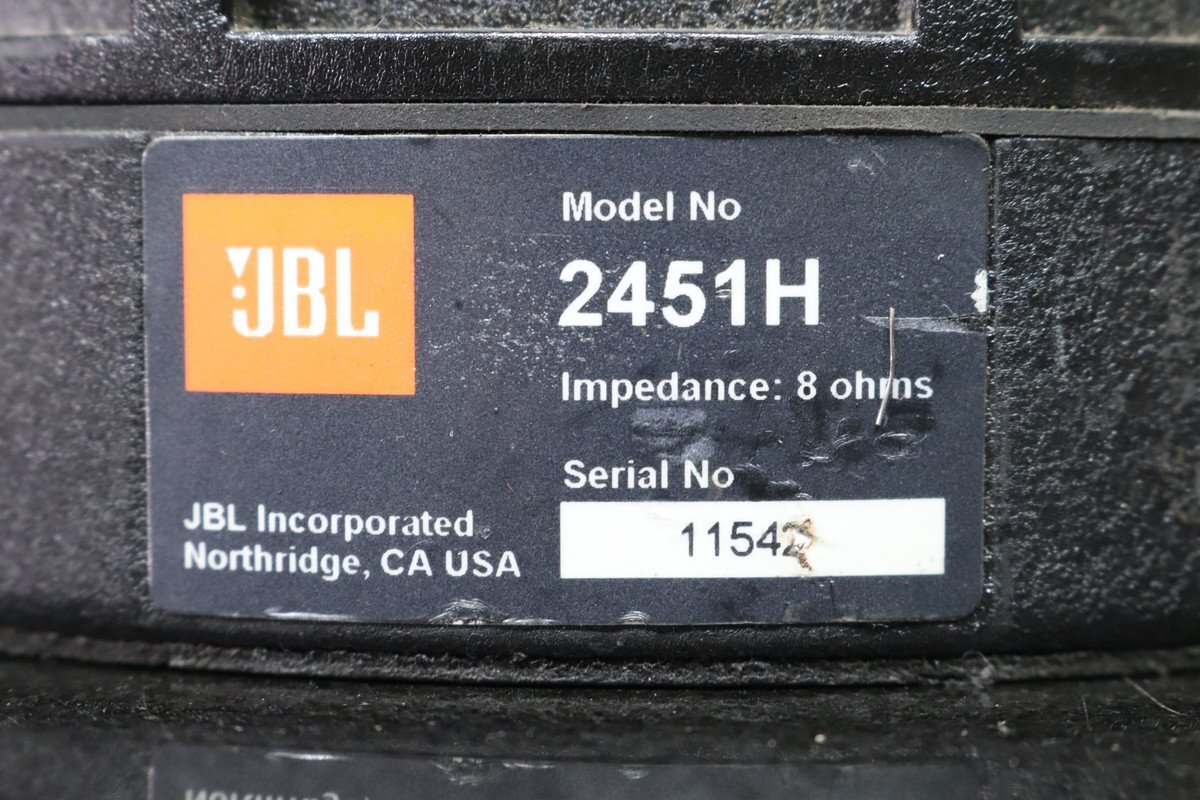 JBL
Model No
2451H
Impedance: 8 ohms
Serial No
JBL Incorporated
Northridge, CA USA